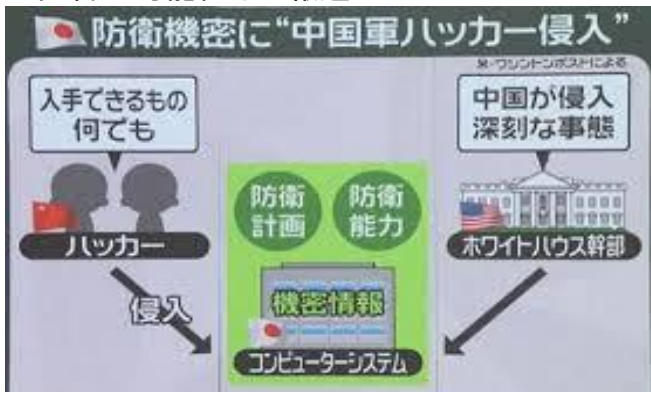 防衛機密に“中国軍ハッカー侵入”
米・ワシントンポストによる
入手できるもの
何でも
中国が侵入
深刻な事態
防衛
計画
防衛
能力
ハッカー
ホワイトハウス幹部
侵入
機密情報
コンピューターシステム